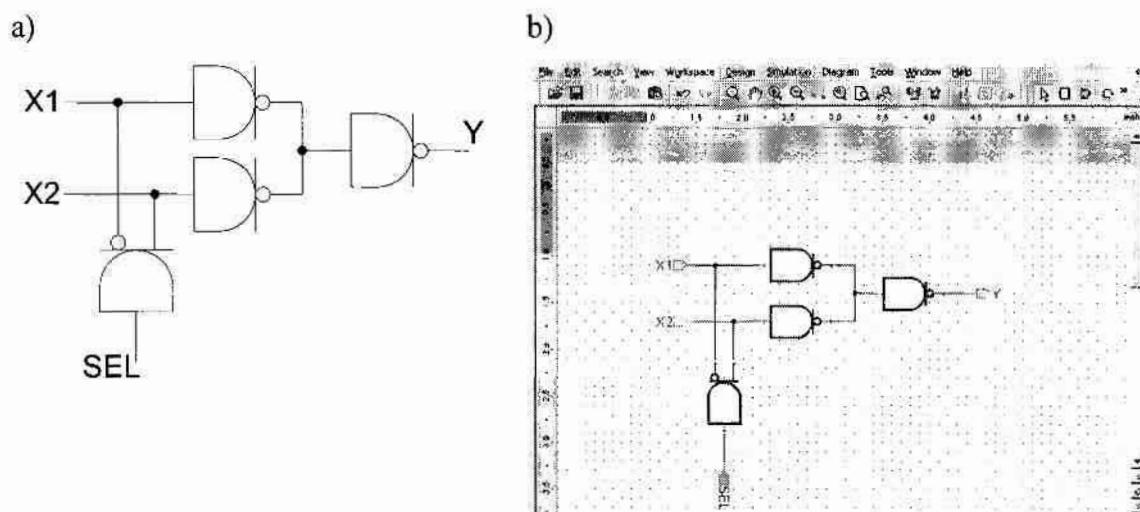 a)
b)
X1
X2
SEL
Y
File Edit Search View Workspace Design Simulation Diagram Tools Window Help
X1
X2
Y
SEL